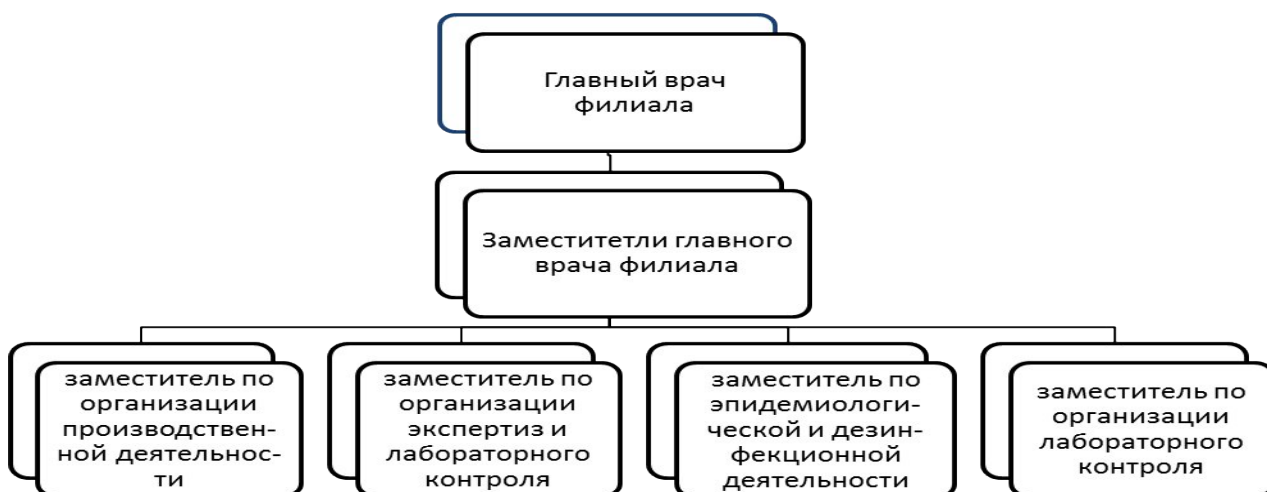 Главный врач
филиала
Заместитетли главного
врача филиала
заместитель по
организации
производствен-
ной деятельнос-
ти
заместитель по
организации
экспертиз и
лабораторного
контроля
заместитель по
эпидемиологи-
ческой и дезин-
фекционной
деятельности
заместитель по
организации
лабораторного
контроля